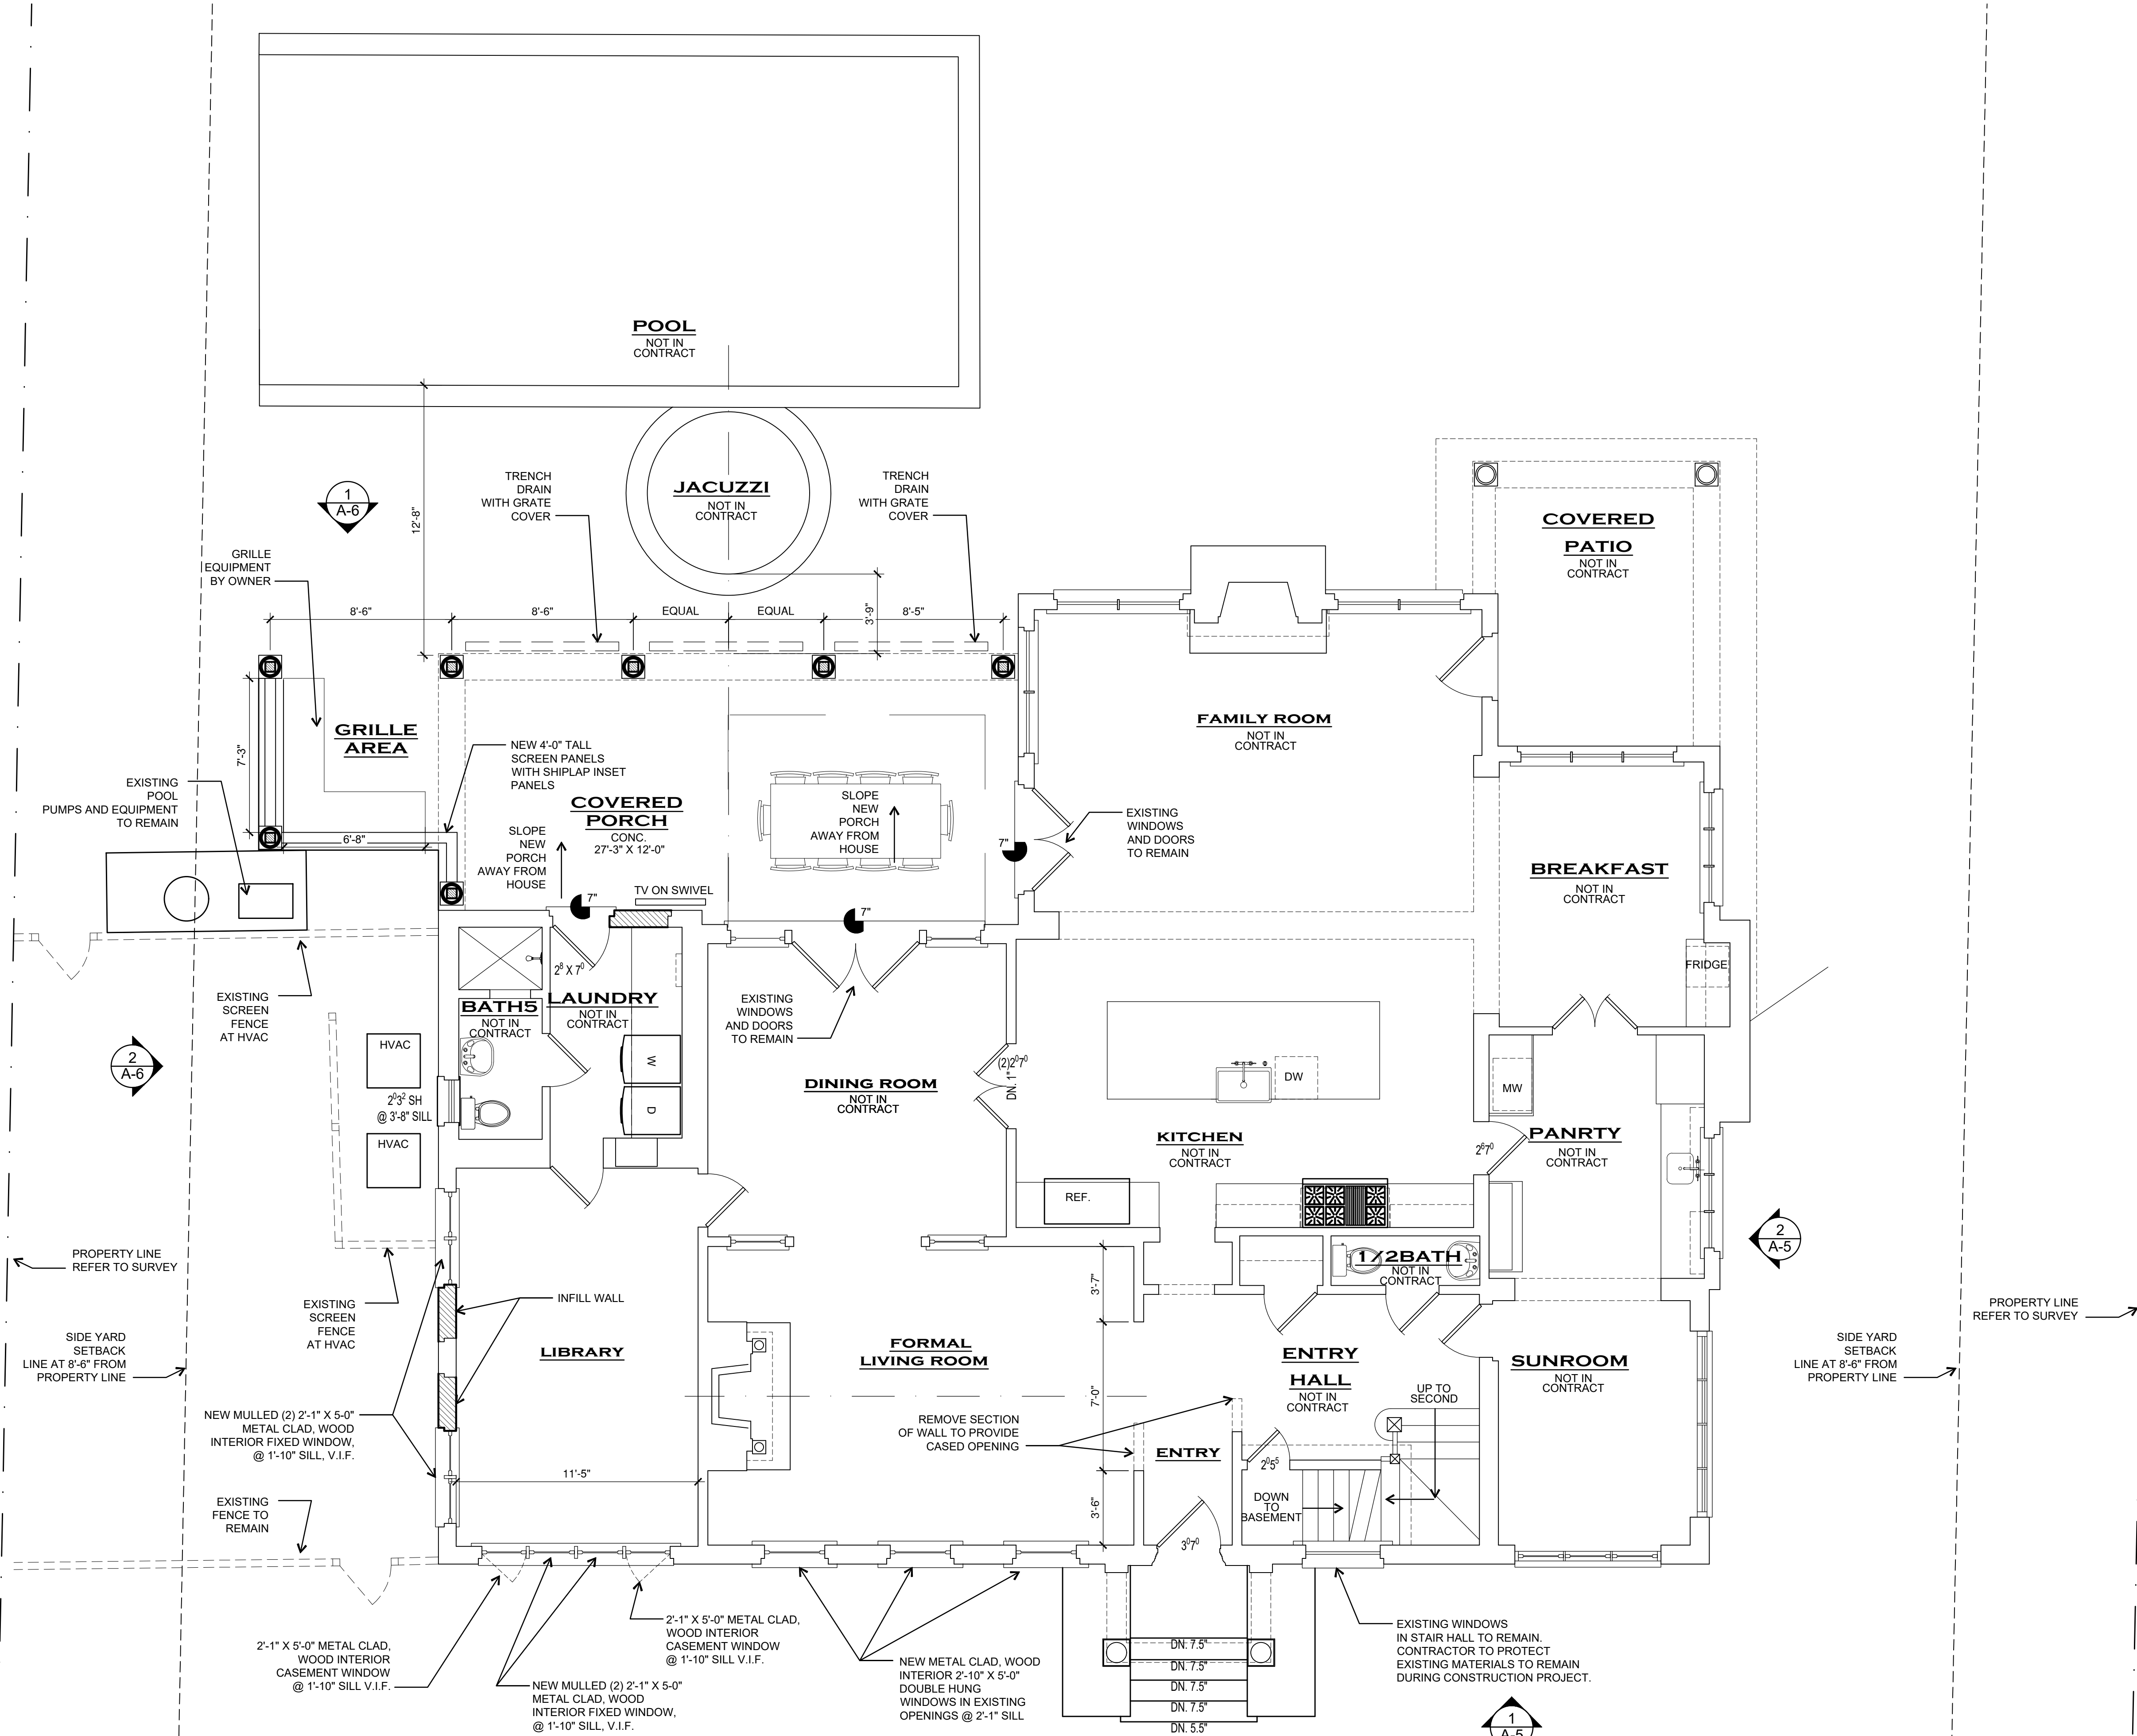 POOL
NOT IN
CONTRACT
TRENCH
DRAIN
WITH GRATE
COVER
JACUZZI
NOT IN
CONTRACT
TRENCH
DRAIN
WITH GRATE
COVER
1
A-6
12'-8"
GRILLE
EQUIPMENT
BY OWNER
8'-6"
8'-6"
EQUAL
EQUAL
3'-9"
8'-5"
COVERED
PATIO
NOT IN
CONTRACT
GRILLE
AREA
7'-3"
6'-8"
NEW 4'-0" TALL
SCREEN PANELS
WITH SHIPLAP INSET
PANELS
FAMILY ROOM
NOT IN
CONTRACT
EXISTING
POOL
PUMPS AND EQUIPMENT
TO REMAIN
COVERED
PORCH
CONC.
27'-3" X 12'-0"
SLOPE
NEW
PORCH
AWAY FROM
HOUSE
SLOPE
NEW
PORCH
AWAY FROM
HOUSE
TV ON SWIVEL
7"
7"
7"
EXISTING
WINDOWS
AND DOORS
TO REMAIN
BREAKFAST
NOT IN
CONTRACT
FRIDGE
EXISTING
SCREEN
FENCE
AT HVAC
2⁸ X 7⁰
BATH5
NOT IN
CONTRACT
LAUNDRY
NOT IN
CONTRACT
W
D
EXISTING
WINDOWS
AND DOORS
TO REMAIN
2
A-6
HVAC
2⁰3² SH
@ 3'-8" SILL
HVAC
DINING ROOM
NOT IN
CONTRACT
(2)2⁰7⁰
DN. 1"
DW
KITCHEN
NOT IN
CONTRACT
REF.
MW
2⁶7⁰
PANRTY
NOT IN
CONTRACT
2
A-5
PROPERTY LINE
REFER TO SURVEY
EXISTING
SCREEN
FENCE
AT HVAC
SIDE YARD
SETBACK
LINE AT 8'-6" FROM
PROPERTY LINE
INFILL WALL
LIBRARY
11'-5"
FORMAL
LIVING ROOM
3'-7"
7'-0"
3'-6"
1/2BATH
NOT IN
CONTRACT
ENTRY
HALL
NOT IN
CONTRACT
UP TO
SECOND
SUNROOM
NOT IN
CONTRACT
PROPERTY LINE
REFER TO SURVEY
SIDE YARD
SETBACK
LINE AT 8'-6" FROM
PROPERTY LINE
NEW MULLED (2) 2'-1" X 5-0"
METAL CLAD, WOOD
INTERIOR FIXED WINDOW,
@ 1'-10" SILL, V.I.F.
REMOVE SECTION
OF WALL TO PROVIDE
CASED OPENING
ENTRY
2⁰5⁵
DOWN
TO
BASEMENT
3⁰7⁰
EXISTING
FENCE TO
REMAIN
2'-1" X 5'-0" METAL CLAD,
WOOD INTERIOR
CASEMENT WINDOW
@ 1'-10" SILL V.I.F.
NEW MULLED (2) 2'-1" X 5-0"
METAL CLAD, WOOD
INTERIOR FIXED WINDOW,
@ 1'-10" SILL, V.I.F.
2'-1" X 5'-0" METAL CLAD,
WOOD INTERIOR
CASEMENT WINDOW
@ 1'-10" SILL V.I.F.
NEW METAL CLAD, WOOD
INTERIOR 2'-10" X 5'-0"
DOUBLE HUNG
WINDOWS IN EXISTING
OPENINGS @ 2'-1" SILL
DN. 7.5"
DN. 7.5"
DN. 7.5"
DN. 7.5"
DN. 5.5"
EXISTING WINDOWS
IN STAIR HALL TO REMAIN.
CONTRACTOR TO PROTECT
EXISTING MATERIALS TO REMAIN
DURING CONSTRUCTION PROJECT.
1
A-5